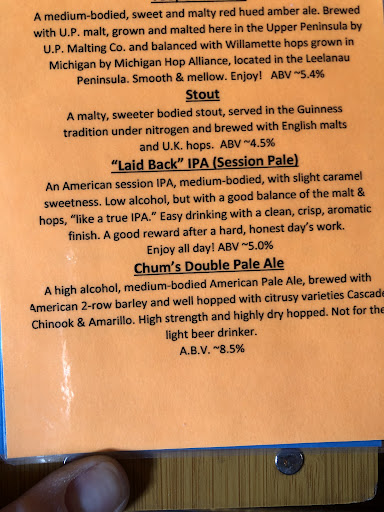 A medium-bodied, sweet and malty red hued amber ale. Brewed
with U.P. malt, grown and malted here in the Upper Peninsula by
U.P. Malting Co. and balanced with Willamette hops grown in
Michigan by Michigan Hop Alliance, located in the Leelanau
Peninsula. Smooth & mellow. Enjoy! ABV ~5.4%
Stout
A malty, sweeter bodied stout, served in the Guinness
tradition under nitrogen and brewed with English malts
and U.K. hops. ABV ~4.5%
"Laid Back" IPA (Session Pale)
An American session IPA, medium-bodied, with slight caramel
sweetness. Low alcohol, but with a good balance of the malt &
hops, "like a true IPA." Easy drinking with a clean, crisp, aromatic
finish. A good reward after a hard, honest day's work.
Enjoy all day! ABV ~5.0%
Chum's Double Pale Ale
A high alcohol, medium-bodied American Pale Ale, brewed with
American 2-row barley and well hopped with citrusy varieties Cascade
Chinook & Amarillo. High strength and highly dry hopped. Not for the
light beer drinker.
A.B.V. ~8.5%